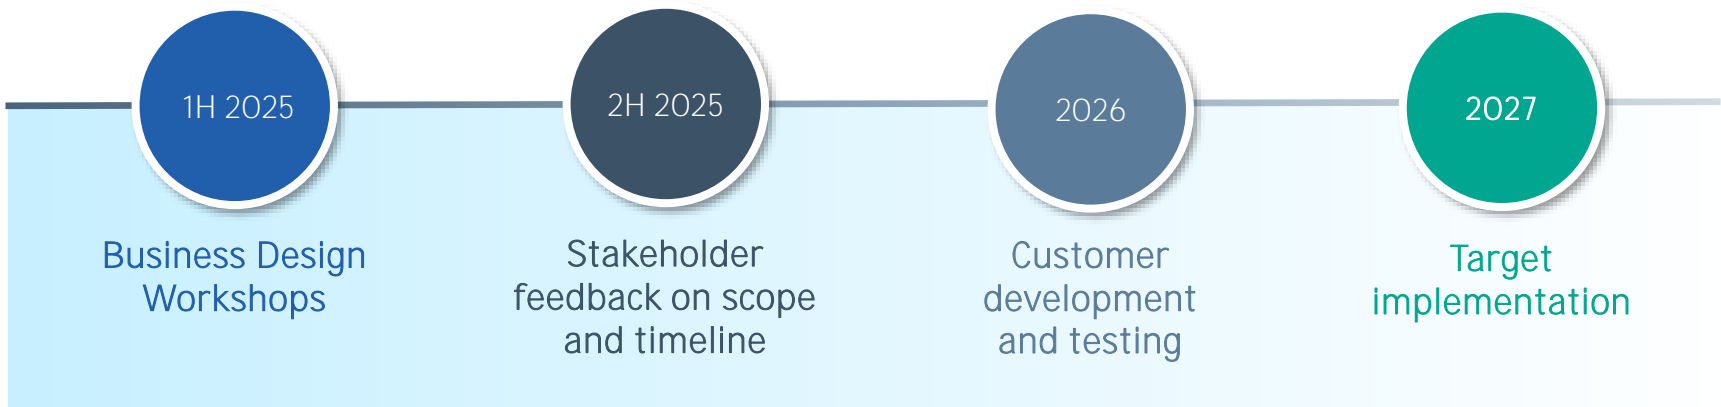 1H 2025
Business Design
Workshops
2H 2025
Stakeholder
feedback on scope
and timeline
2026
Customer
development
and testing
2027
Target
implementation